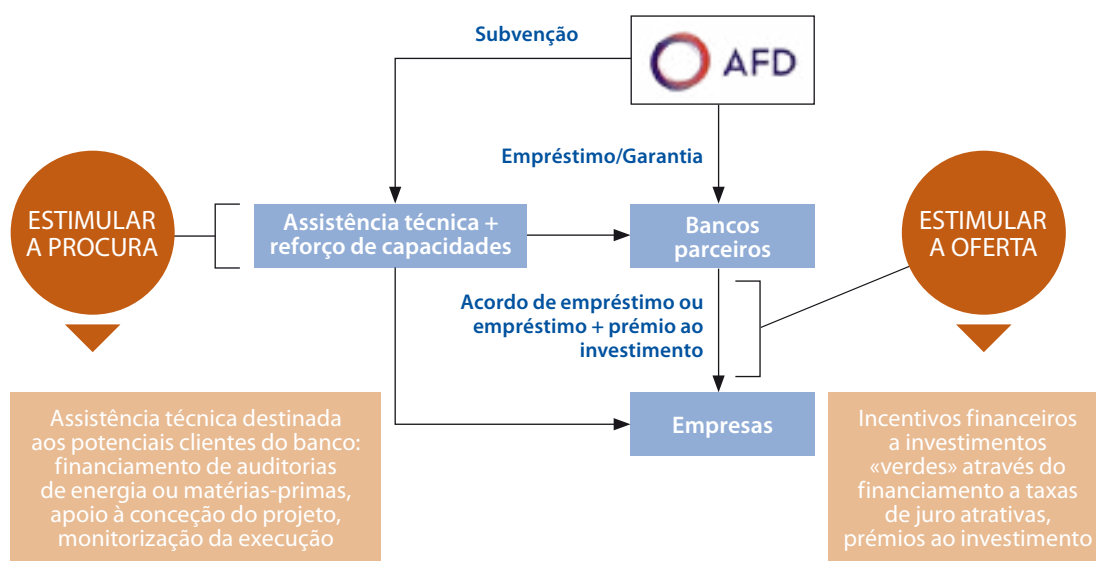 Subvenção
AFD
Empréstimo/Garantia
ESTIMULAR
A PROCURA
Assistência técnica +
reforço de capacidades
Bancos
parceiros
ESTIMULAR
A OFERTA
Acordo de empréstimo ou
empréstimo + prémio ao
investimento
Empresas
Assistência técnica destinada
aos potenciais clientes do banco:
financiamento de auditorias
de energia ou matérias-primas,
apoio à conceção do projeto,
monitorização da execução
Incentivos financeiros
a investimentos
«verdes» através do
financiamento a taxas
de juro atrativas,
prémios ao investimento